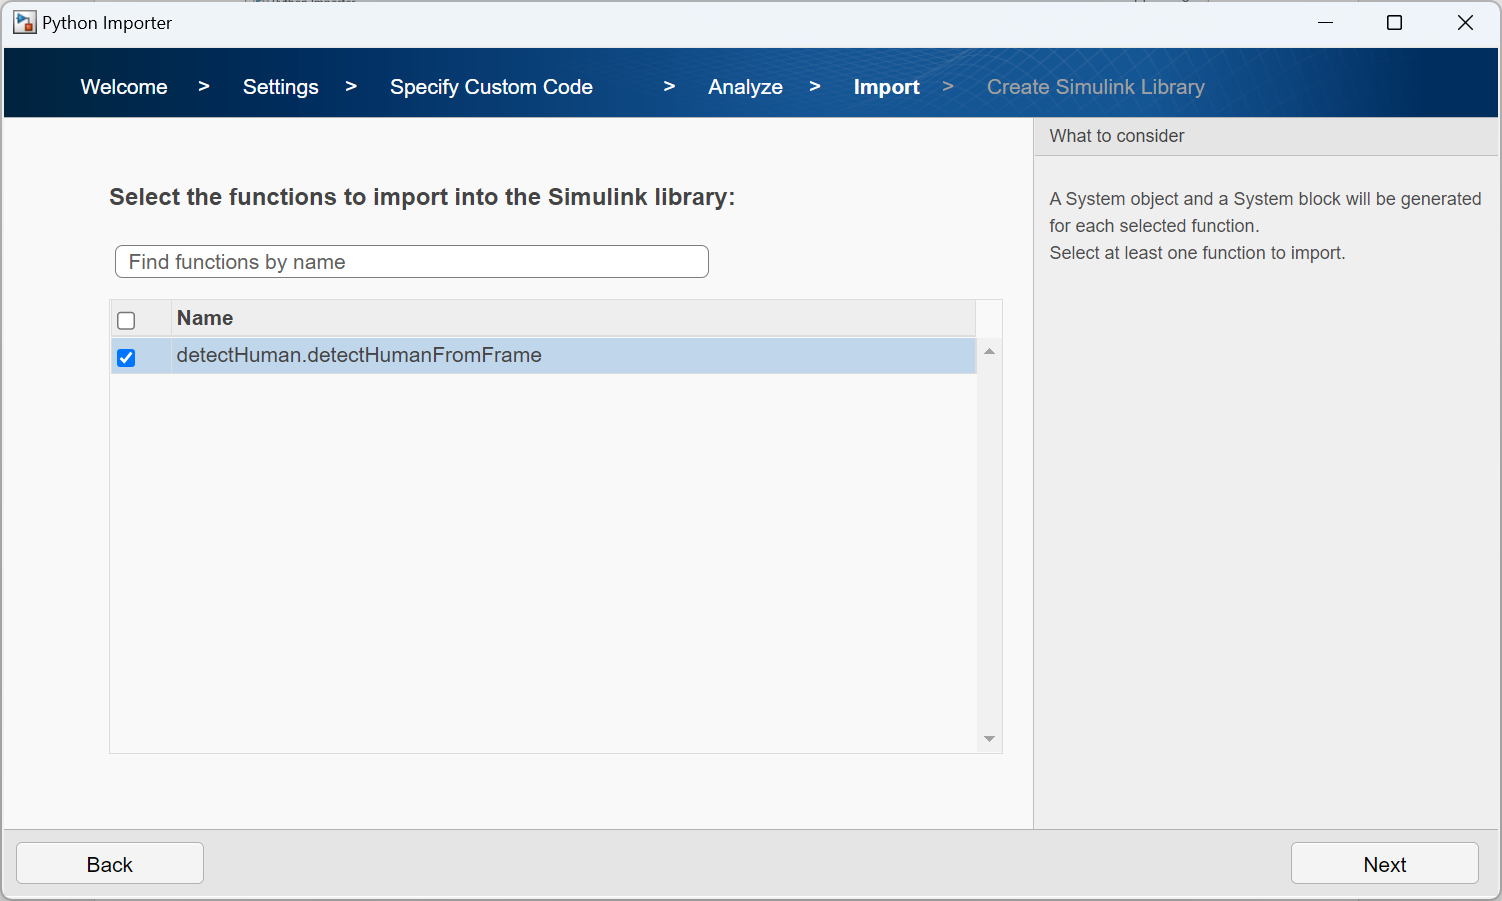 Python Importer
Welcome > Settings > Specify Custom Code > Analyze > Import > Create Simulink Library
What to consider
A System object and a System block will be generated
for each selected function.
Select at least one function to import.
Select the functions to import into the Simulink library:
Find functions by name
Name
detectHuman.detectHumanFromFrame
Back
Next